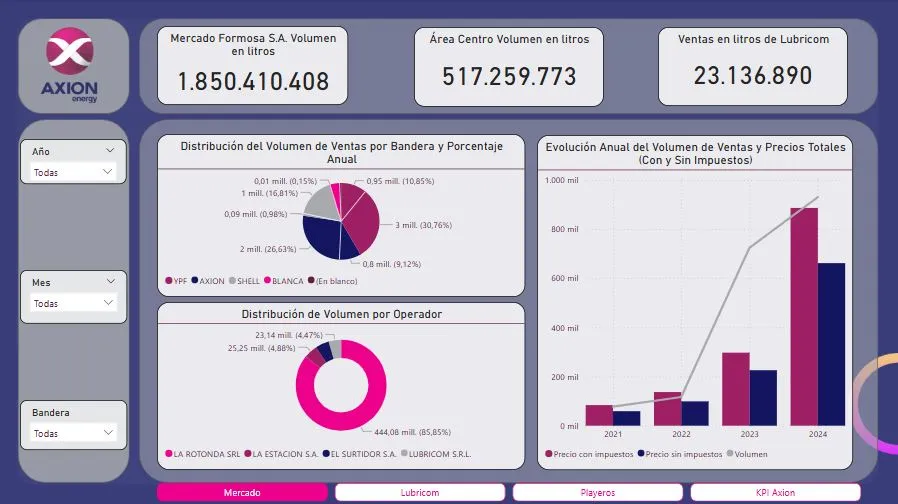 AXION
energy
Mercado Formosa S.A. Volumen
en litros
1.850.410.408
Área Centro Volumen en litros
517.259.773
Ventas en litros de Lubricom
23.136.890
Año
Todas
Mes
Todas
Bandera
Todas
Distribución del Volumen de Ventas por Bandera y Porcentaje
Anual
0,01 mill. (0,15%)
0,95 mill. (10,85%)
1 mill. (16,81%)
0,09 mill. (0,98%)
3 mill. (30,76%)
2 mill. (26,63%)
0,8 mill. (9,12%)
YPF AXION SHELL BLANCA (En blanco)
Distribución de Volumen por Operador
23,14 mill. (4,47%)
25,25 mill. (4,88%)
444,08 mill. (85,85%)
LA ROTONDA SRL LA ESTACION S.A. EL SURTIDOR S.A. LUBRICOM S.R.L.
Evolución Anual del Volumen de Ventas y Precios Totales
(Con y Sin Impuestos)
1.000 mil
800 mil
600 mil
400 mil
200 mil
0 mil
2021 2022 2023 2024
Precio con impuestos Precio sin impuestos Volumen
Mercado Lubricom Playeros KPI Axion